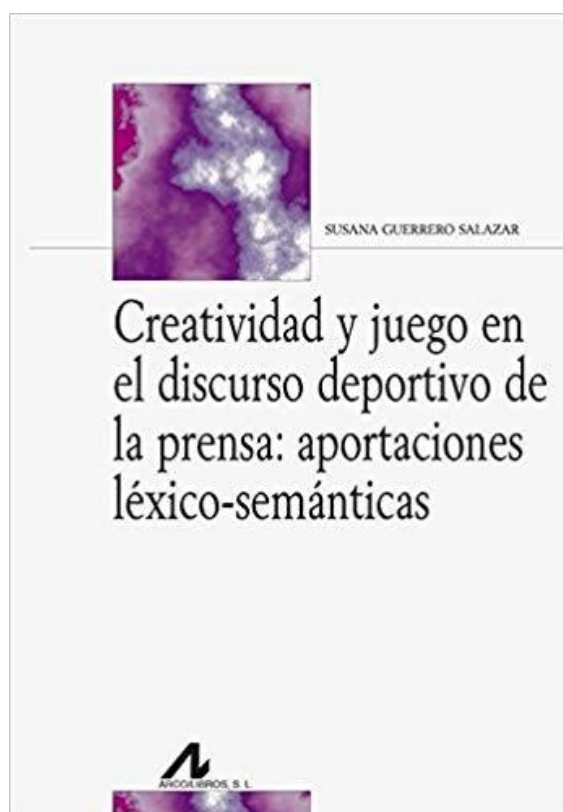 SUSANA GUERRERO SALAZAR
Creatividad y juego en
el discurso deportivo de
la prensa: aportaciones
léxico-semánticas
ARCO/LIBROS, S. L.